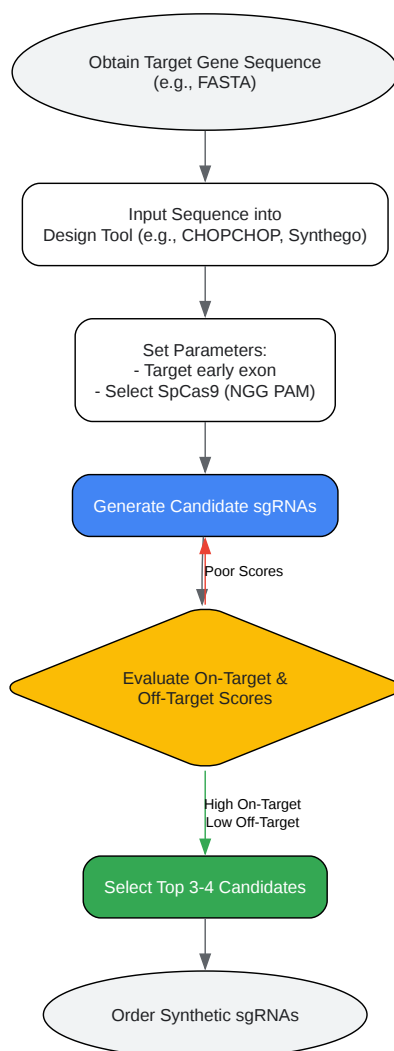 Obtain Target Gene Sequence
(e.g., FASTA)
Input Sequence into
Design Tool (e.g., CHOPCHOP, Synthego)
Set Parameters:
- Target early exon
- Select SpCas9 (NGG PAM)
Generate Candidate sgRNAs
Poor Scores
Evaluate On-Target &
Off-Target Scores
High On-Target
Low Off-Target
Select Top 3-4 Candidates
Order Synthetic sgRNAs